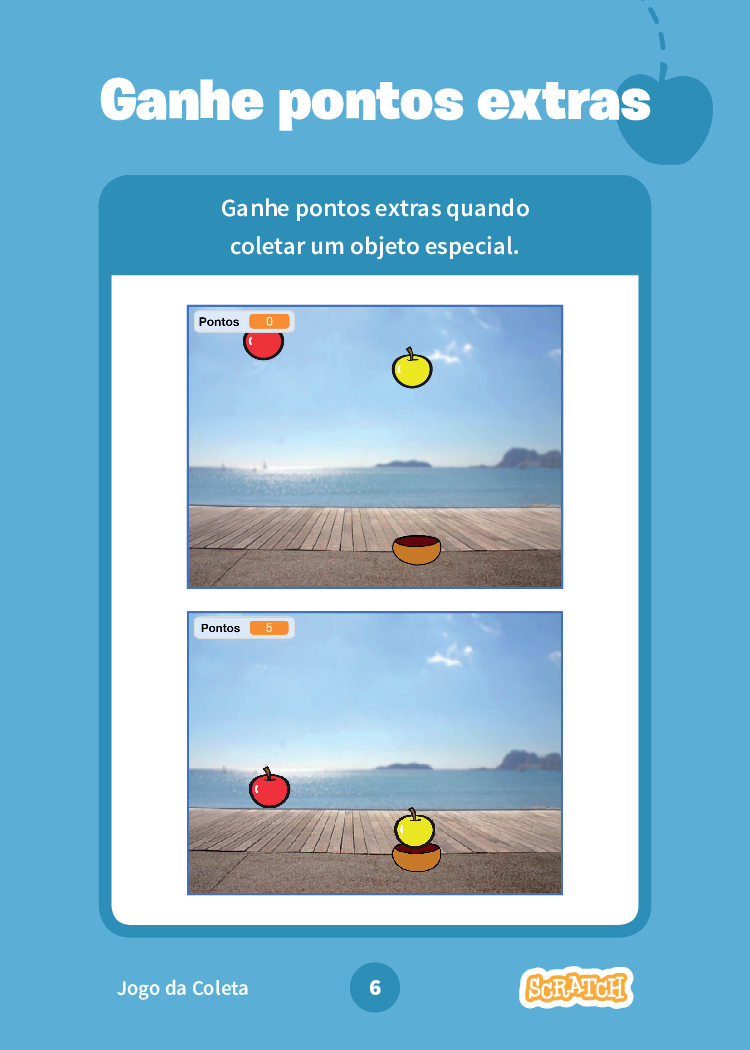 Ganhe pontos extras
Ganhe pontos extras quando
coletar um objeto especial.
Pontos 0
Pontos 5
Jogo da Coleta
6
SCRATCH